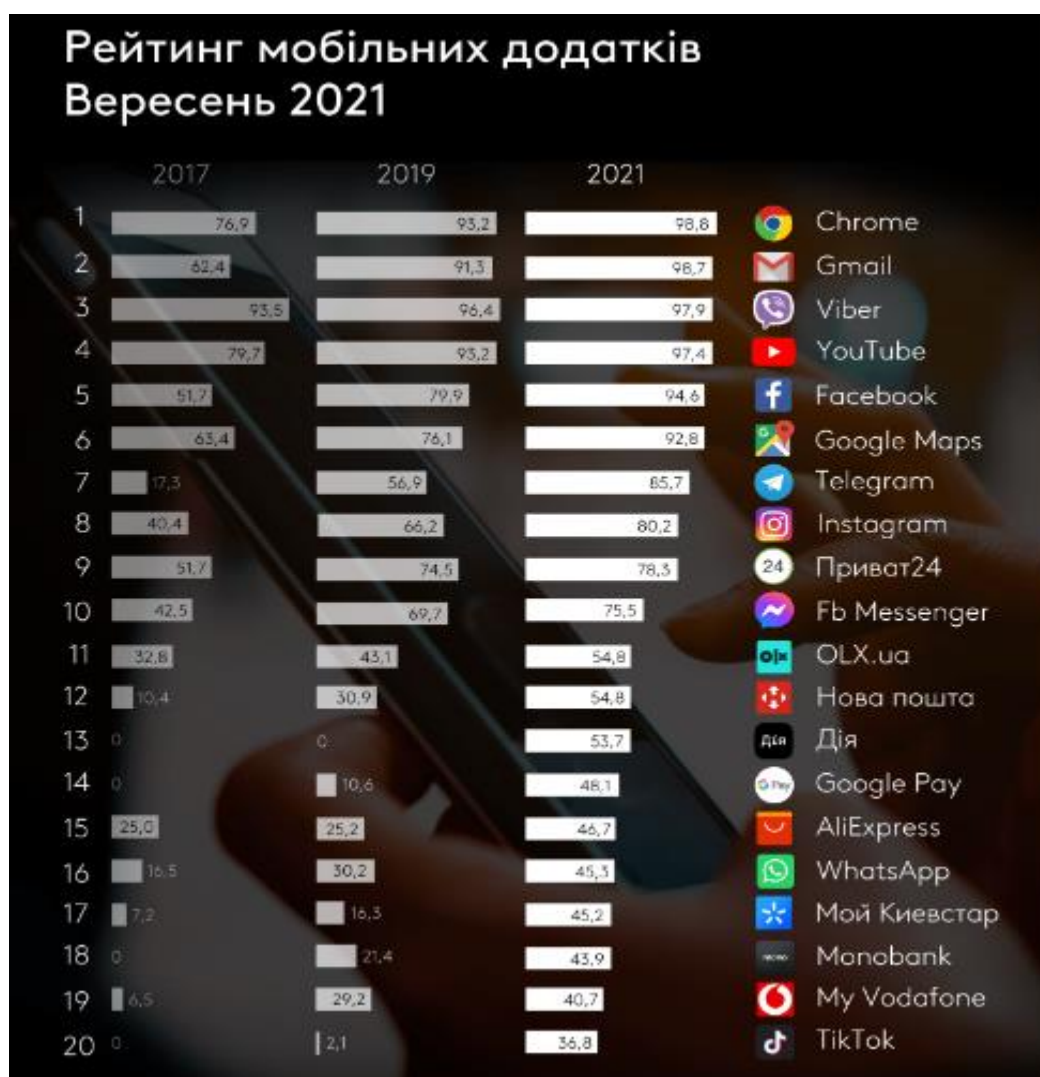 Рейтинг мобільних додатків
Вересень 2021
2017 2019 2021
1 76,9 93,2 98,8 Chrome
2 62,4 91,3 98,7 Gmail
3 93,5 96,4 97,9 Viber
4 79,7 93,2 97,4 YouTube
5 51,7 79,9 94,6 Facebook
6 63,4 76,1 92,8 Google Maps
7 17,3 56,9 85,7 Telegram
8 40,4 66,2 80,2 Instagram
9 51,7 74,5 78,3 24 Приват24
10 42,5 69,7 75,5 Fb Messenger
11 32,8 43,1 54,8 olx OLX.ua
12 10,4 30,9 54,8 Нова пошта
13 0 0 53,7 Дія Дія
14 0 10,6 48,1 G Pay Google Pay
15 25,0 25,2 46,7 AliExpress
16 16,5 30,2 45,3 WhatsApp
17 7,2 16,3 45,2 Мой Киевстар
18 0 21,4 43,9 mono Monobank
19 6,5 29,2 40,7 My Vodafone
20 0 2,1 36,8 TikTok